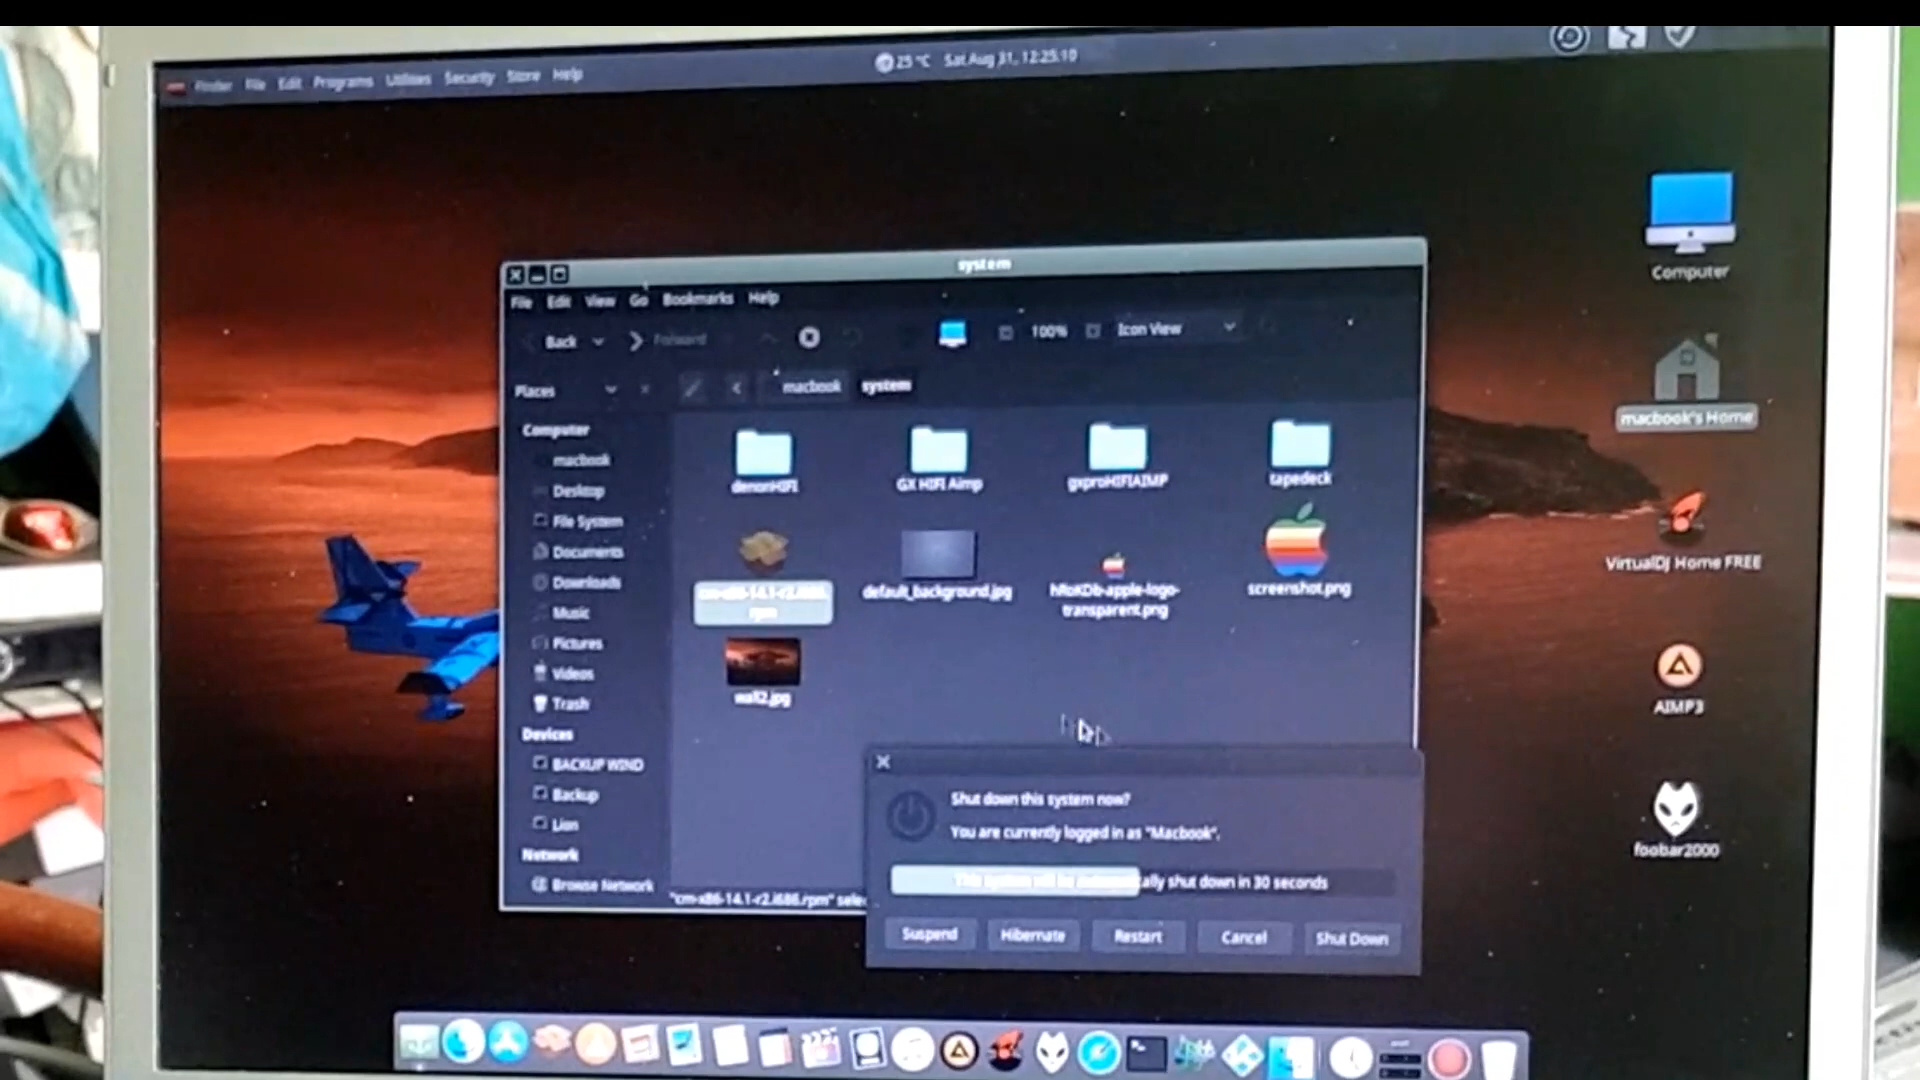 Finder File Edit Programs Utilities Security Store Help
25 °C Sat Aug 31, 12:25:10
system
File Edit View Go Bookmarks Help
Back Forward 100% Icon View
Places macbook system
Computer
macbook
Desktop
File System
Documents
Downloads
Music
Pictures
Videos
Trash
Devices
BACKUP WIND
Backup
Lion
Network
Browse Network
denonHIFI
GX HIFI Aimp
gxproHIFIAIMP
tapedeck
cm-x86-14.1-r2.i686.
rpm
default_background.jpg
apple-logo-
transparent.png
screenshot.png
wall2.jpg
"cm-x86-14.1-r2.i686.rpm" selec
Shut down this system now?
You are currently logged in as "Macbook".
This system will be automatically shut down in 30 seconds
Suspend Hibernate Restart Cancel Shut Down
Computer
macbook's Home
VirtualDJ Home FREE
AIMP3
foobar2000